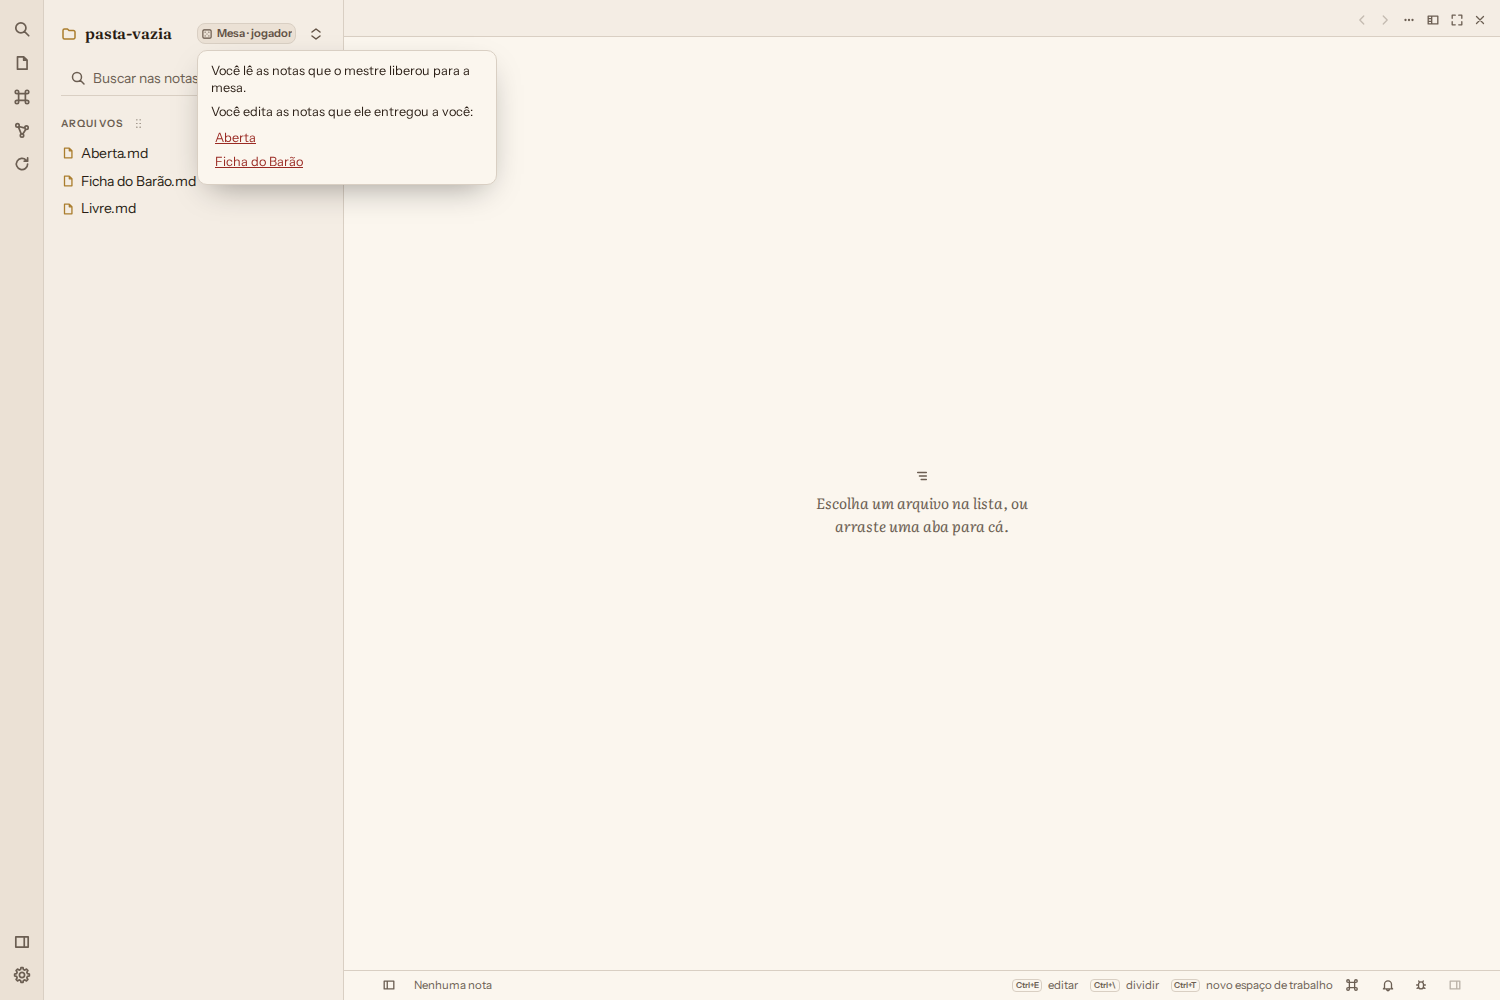 pasta-vazia
Mesa·jogador
Buscar nas notas
Você lê as notas que o mestre liberou para a
mesa.
Você edita as notas que ele entregou a você:
Aberta
Ficha do Barão
ARQUIVOS
Aberta.md
Ficha do Barão.md
Livre.md
Escolha um arquivo na lista, ou
arraste uma aba para cá.
Nenhuma nota
Ctrl+E editar Ctrl+\ dividir Ctrl+T novo espaço de trabalho